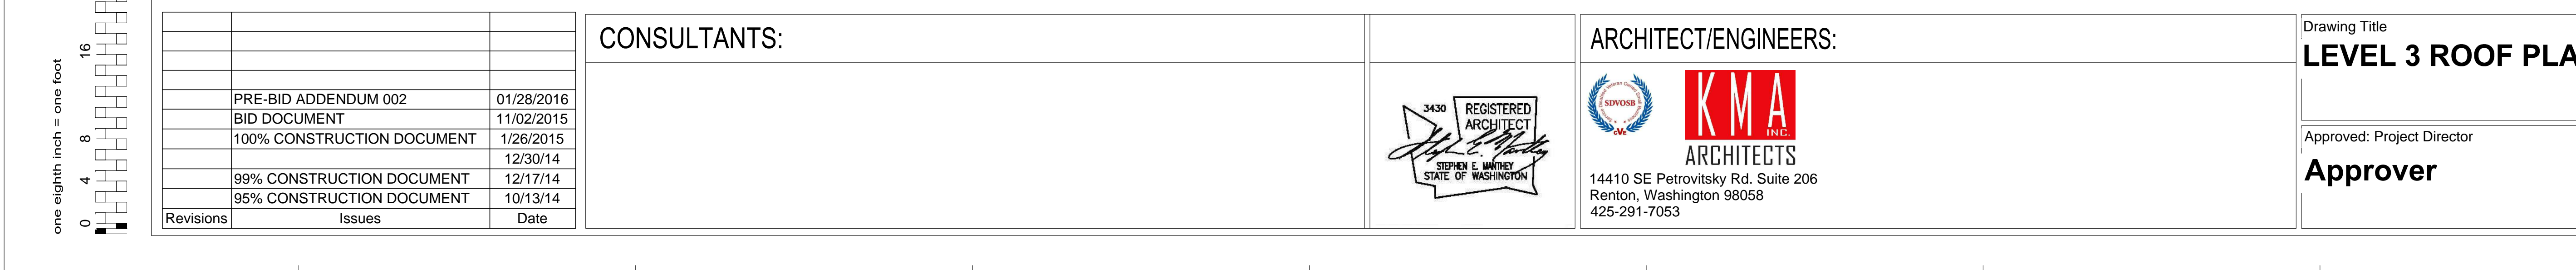 one eighth inch = one foot
0 4 8 16
PRE-BID ADDENDUM 002 01/28/2016
BID DOCUMENT 11/02/2015
100% CONSTRUCTION DOCUMENT 1/26/2015
12/30/14
99% CONSTRUCTION DOCUMENT 12/17/14
95% CONSTRUCTION DOCUMENT 10/13/14
Revisions Issues Date
CONSULTANTS:
3430 REGISTERED
ARCHITECT
STEPHEN E. MANTHEY
STATE OF WASHINGTON
ARCHITECT/ENGINEERS:
SDVOSB
CVE
KMA
INC.
ARCHITECTS
14410 SE Petrovitsky Rd. Suite 206
Renton, Washington 98058
425-291-7053
Drawing Title
LEVEL 3 ROOF PLA
Approved: Project Director
Approver